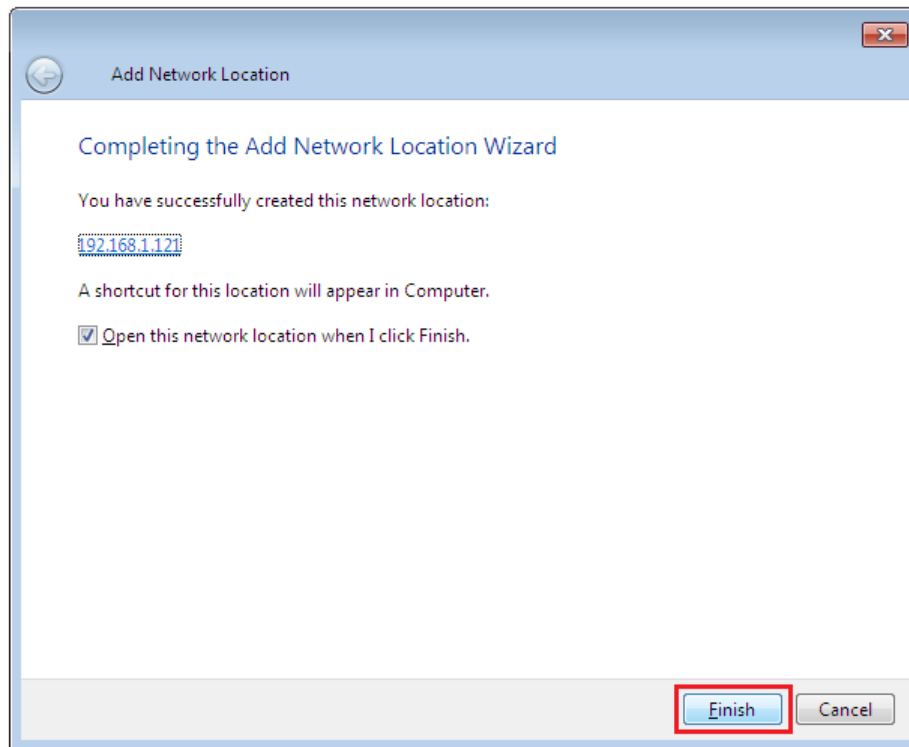 Add Network Location
Completing the Add Network Location Wizard
You have successfully created this network location:
192.168.1.121
A shortcut for this location will appear in Computer.
Open this network location when I click Finish.
Finish
Cancel